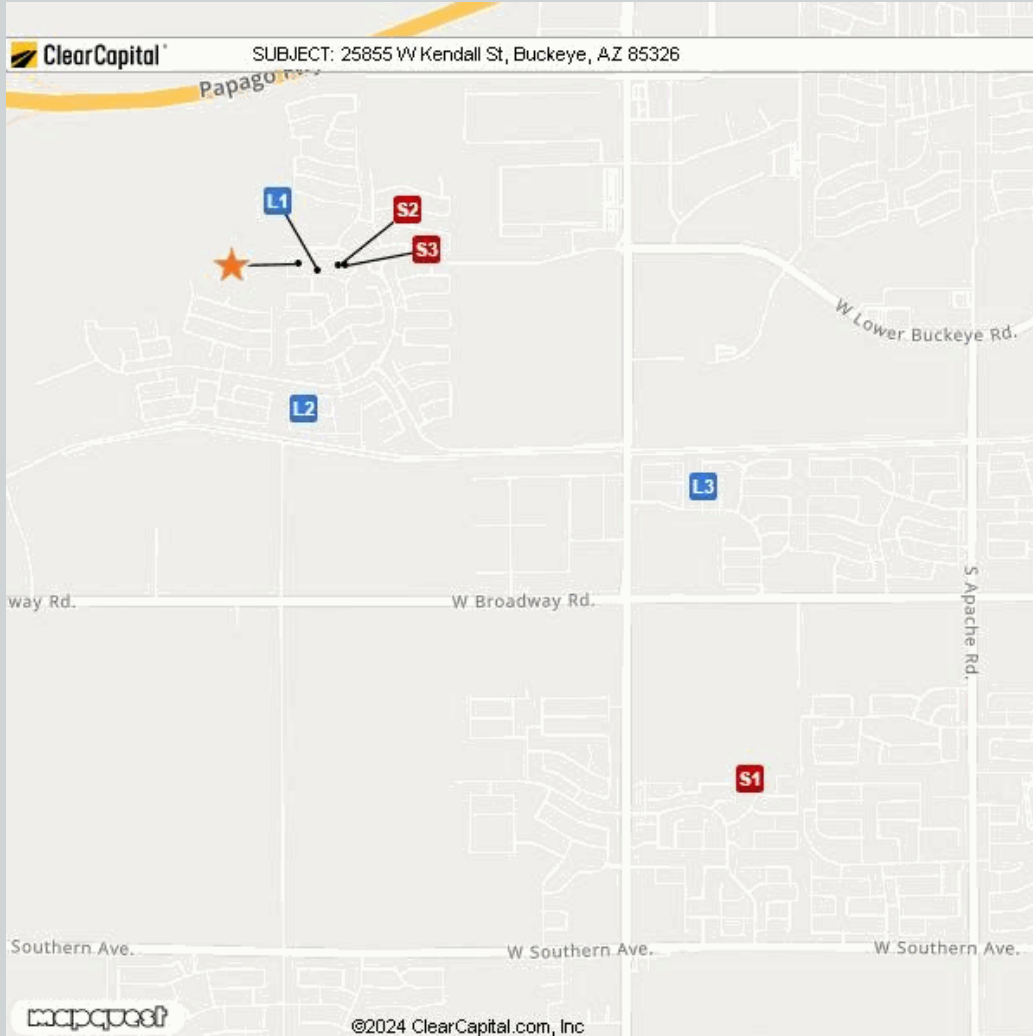 ClearCapital
SUBJECT: 25855 W Kendall St, Buckeye, AZ 85326
Papago
L1
S2
S3
W Lower Buckeye Rd.
L2
L3
way Rd.
W Broadway Rd.
S Apache Rd.
S1
Southern Ave.
W Southern Ave.
W Southern Ave.
mapquest
©2024 ClearCapital.com, Inc